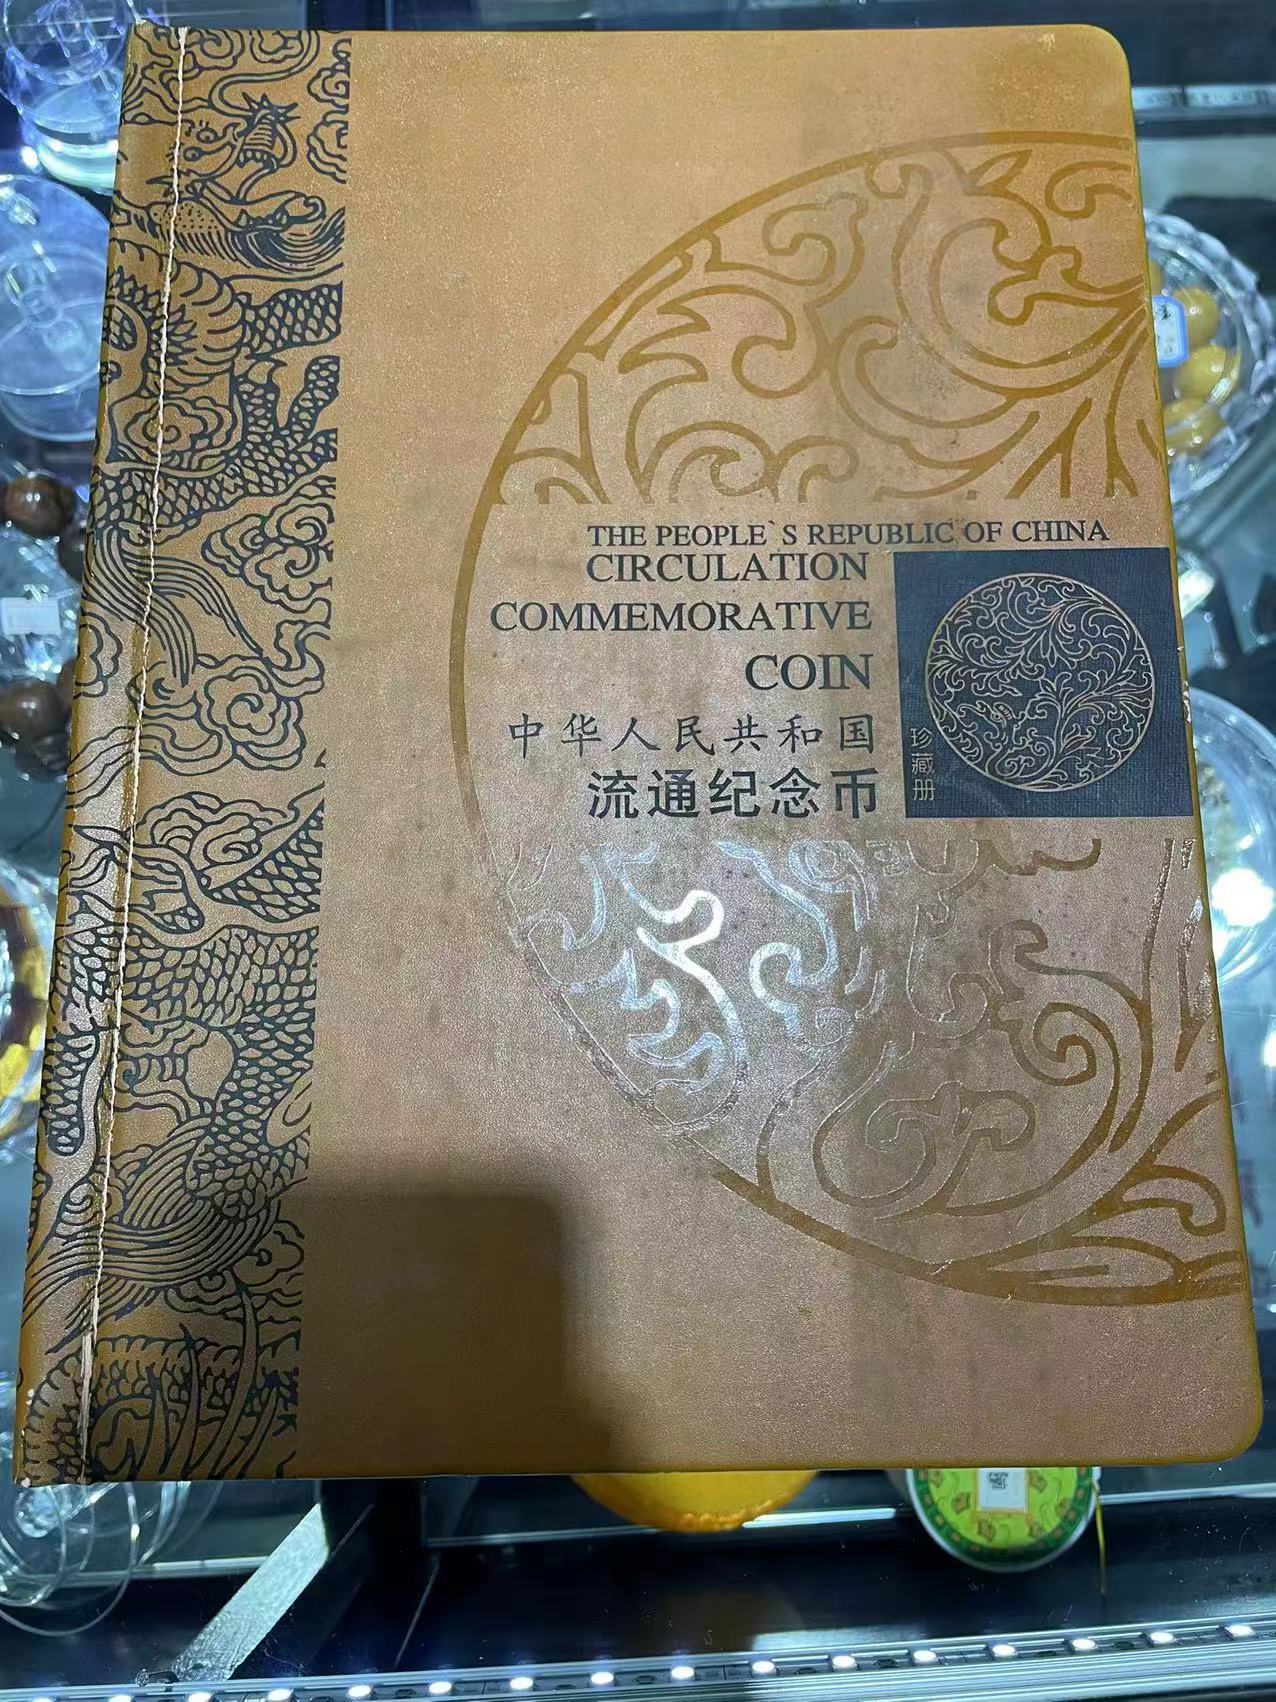 THE PEOPLE`S REPUBLIC OF CHINA
CIRCULATION
COMMEMORATIVE
COIN
中华人民共和国
流通纪念币
珍藏册